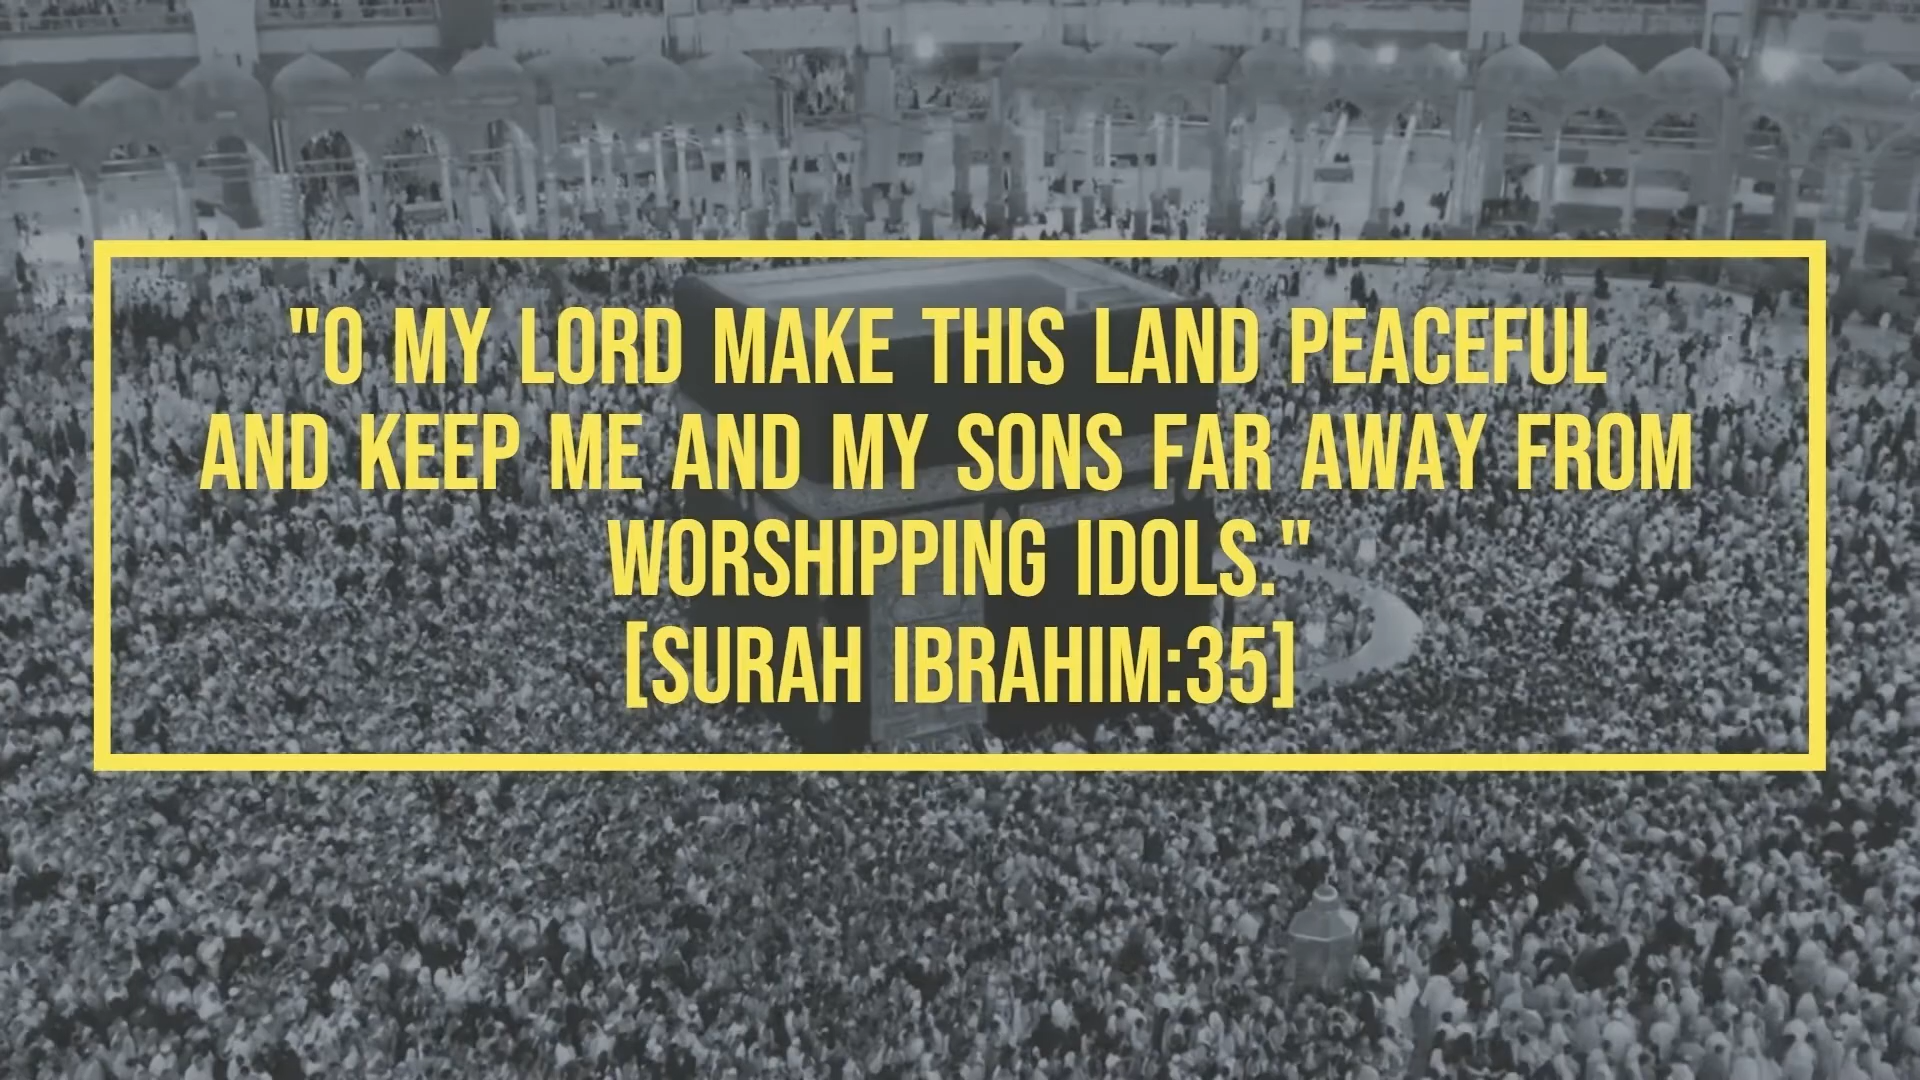 "O MY LORD MAKE THIS LAND PEACEFUL
AND KEEP ME AND MY SONS FAR AWAY FROM
WORSHIPPING IDOLS."
[SURAH IBRAHIM:35]